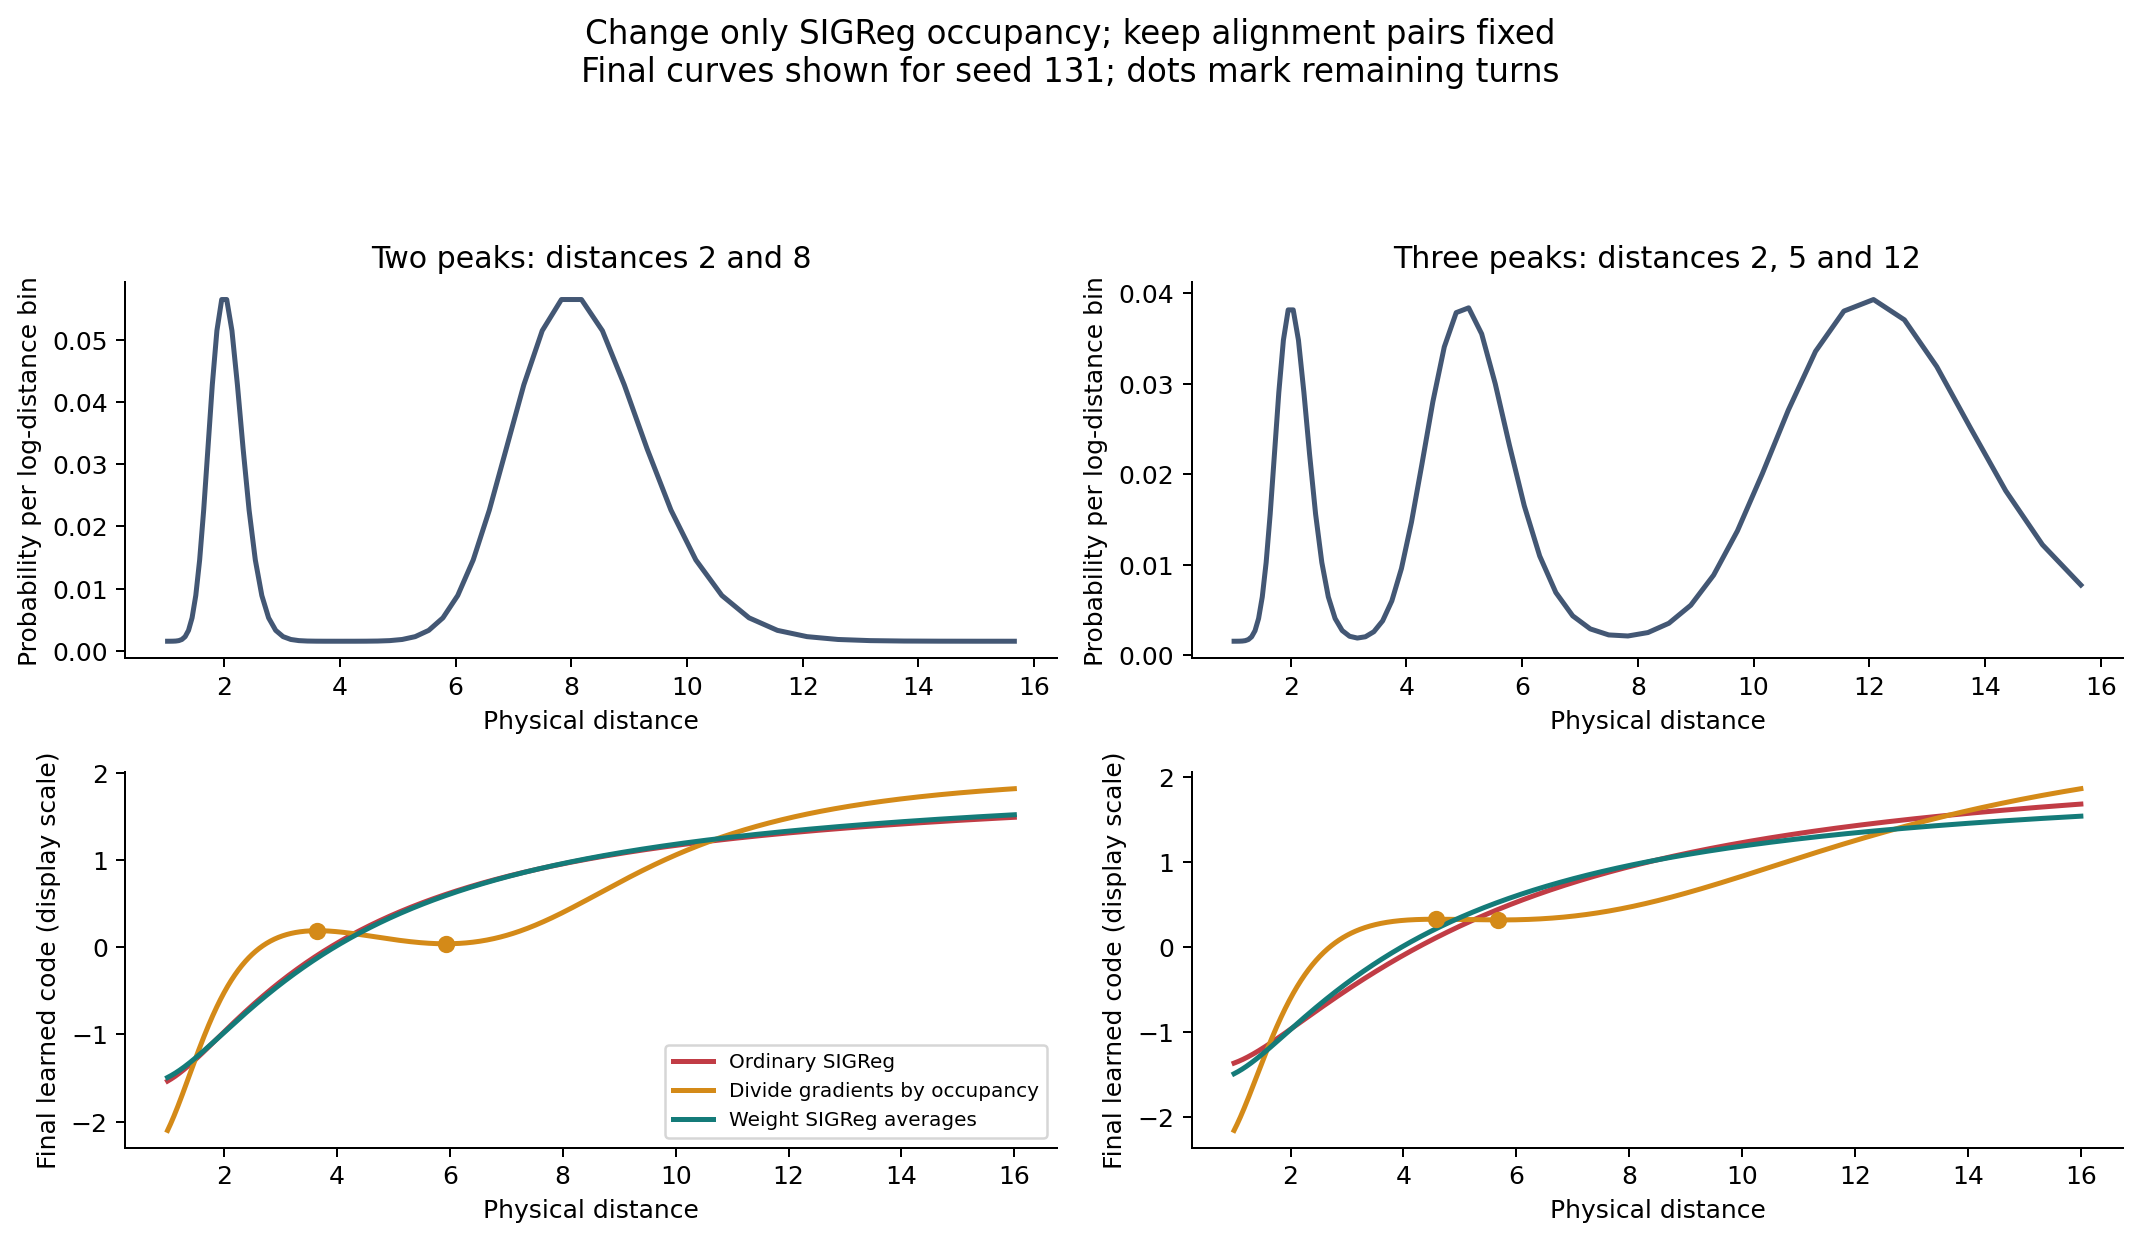 Change only SIGReg occupancy; keep alignment pairs fixed
Final curves shown for seed 131; dots mark remaining turns
Two peaks: distances 2 and 8
Probability per log-distance bin
0.05
0.04
0.03
0.02
0.01
0.00
2 4 6 8 10 12 14 16
Physical distance
Three peaks: distances 2, 5 and 12
Probability per log-distance bin
0.04
0.03
0.02
0.01
0.00
2 4 6 8 10 12 14 16
Physical distance
Final learned code (display scale)
2
1
0
−1
−2
Ordinary SIGReg
Divide gradients by occupancy
Weight SIGReg averages
2 4 6 8 10 12 14 16
Physical distance
Final learned code (display scale)
2
1
0
−1
−2
2 4 6 8 10 12 14 16
Physical distance